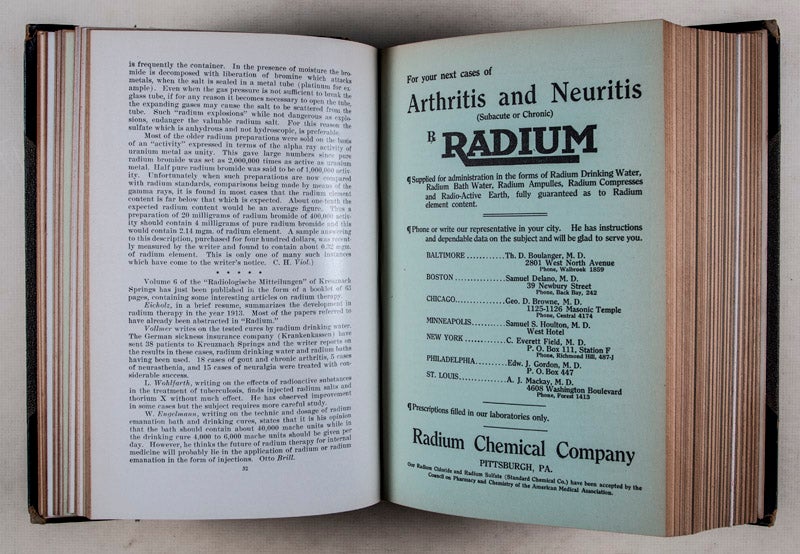 is frequently the container. In the presence of moisture the bro-
mide is decomposed with liberation of bromine which attacks
metals, when the salt is sealed in a metal tube (platinum for ex
ample). Even when the gas pressure is not sufficient to break the
glass tube, if for any reason it becomes necessary to open the tube,
the expanding gases may cause the salt to be scattered from the
tube. Such "radium explosions" while not dangerous as explo-
sions, endanger the valuable radium salt. For this reason the
sulfate which is anhydrous and not hydroscopic, is preferable.
Most of the older radium preparations were sold on the basis
of an "activity" expressed in terms of the alpha ray activity of
uranium metal as unity. This gave large numbers since pure
radium bromide was set as 2,000,000 times as active as uranium
metal. Half pure radium bromide was said to be of 1,000,000 activ-
ity. Unfortunately when such preparations are now compared
with radium standards, comparisons being made by means of the
gamma rays, it is found in most cases that the radium element
content is far below that which is expected. About one-tenth the
expected radium content would be an average figure. Thus a
preparation of 20 milligrams of radium bromide of 400,000 activ-
ity should contain 4 milligrams of pure radium bromide and this
would contain 2.14 mgm. of radium element. A sample answering
to this description, purchased for four hundred dollars, was recent-
ly measured by the writer and found to contain about 0.32 mgm.
of radium element. This is only one of many such instances
which have come to the writer's notice. C. H. Viol.)
* * * * *
Volume 6 of the "Radiologische Mitteilungen" of Kreuznach
Springs has just been published in the form of a booklet of 65
pages, containing some interesting articles on radium therapy.
Eicholz, in a brief resume, summarizes the development in
radium therapy in the year 1913. Most of the papers referred to
have already been abstracted in "Radium."
Vollmer writes on the tested cures by radium drinking water.
The German sickness insurance company (Krankenkassen) have
sent 38 patients to Kreuznach Springs and the writer reports on
the results in these cases, radium drinking water and radium baths
having been used. 18 cases of gout and chronic arthritis, 5 cases
of neurasthenia, and 15 cases of neuralgia were treated with con-
siderable success.
L. Wohlfarth, writing on the effects of radioactive substances
in the treatment of tuberculosis, finds injected radium salts and
thorium X without much effect. He has observed improvement
in some cases but the subject requires more careful study.
W. Engelmann, writing on the technic and dosage of radium
emanation bath and drinking cures, states that it is his opinion
that the bath should contain about 40,000 mache units while in
the drinking cure 4,000 to 6,000 mache units should be given per
day. However, he thinks the future of radium therapy for internal
medicine will probably lie in the application of radium or radium
emanation in the form of injections. Otto Brill.
32
For your next cases of
Arthritis and Neuritis
(Subacute or Chronic)
℞ RADIUM
¶ Supplied for administration in the forms of Radium Drinking Water,
Radium Bath Water, Radium Ampulles, Radium Compresses
and Radio-Active Earth, fully guaranteed as to Radium
element content.
¶ Phone or write our representative in your city. He has instructions
and dependable data on the subject and will be glad to serve you.
BALTIMORE ............Th. D. Boulanger, M. D.
2801 West North Avenue
Phone, Walbrook 1859
BOSTON ................Samuel Delano, M. D.
39 Newbury Street
Phone, Back Bay, 242
CHICAGO...............Geo. D. Browne, M. D.
1125-1126 Masonic Temple
Phone, Central 4174
MINNEAPOLIS...........Samuel S. Houlton, M. D.
West Hotel
NEW YORK .............C. Everett Field, M. D.
P. O. Box 111, Station F
Phone, Richmond Hill, 487-J
PHILADELPHIA..........Edw. J. Gordon, M. D.
P. O. Box 447
ST. LOUIS...............A. J. Mackay, M. D.
4608 Washington Boulevard
Phone, Forest 1413
¶ Prescriptions filled in our laboratories only.
Radium Chemical Company
PITTSBURGH, PA.
Our Radium Chloride and Radium Sulfate (Standard Chemical Co.) have been accepted by the
Council on Pharmacy and Chemistry of the American Medical Association.